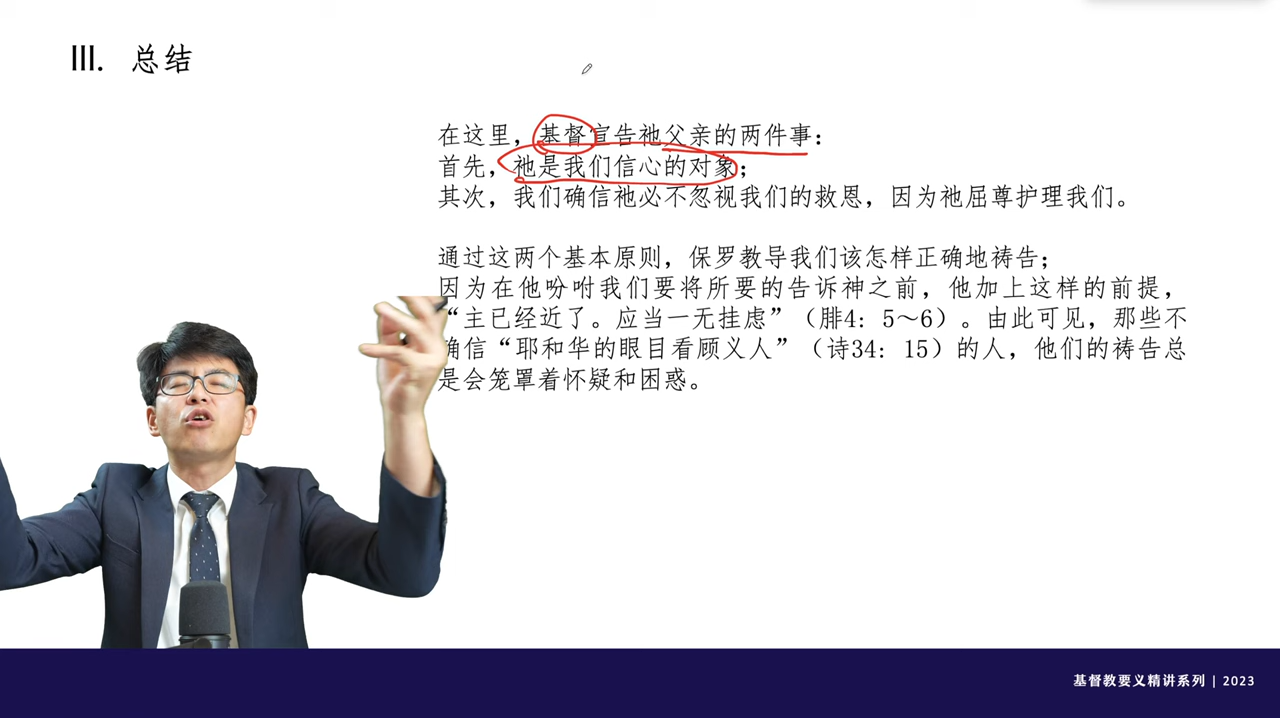 III. 总结
在这里，基督宣告祂父亲的两件事：
首先，祂是我们信心的对象；
其次，我们确信祂必不忽视我们的救恩，因为祂屈尊护理我们。
通过这两个基本原则，保罗教导我们该怎样正确地祷告；
因为在他吩咐我们要将所要的告诉神之前，他加上这样的前提，
“主已经近了。应当一无挂虑”（腓4：5～6）。由此可见，那些不
确信“耶和华的眼目看顾义人”（诗34：15）的人，他们的祷告总
是会笼罩着怀疑和困惑。
基督教要义精讲系列 | 2023